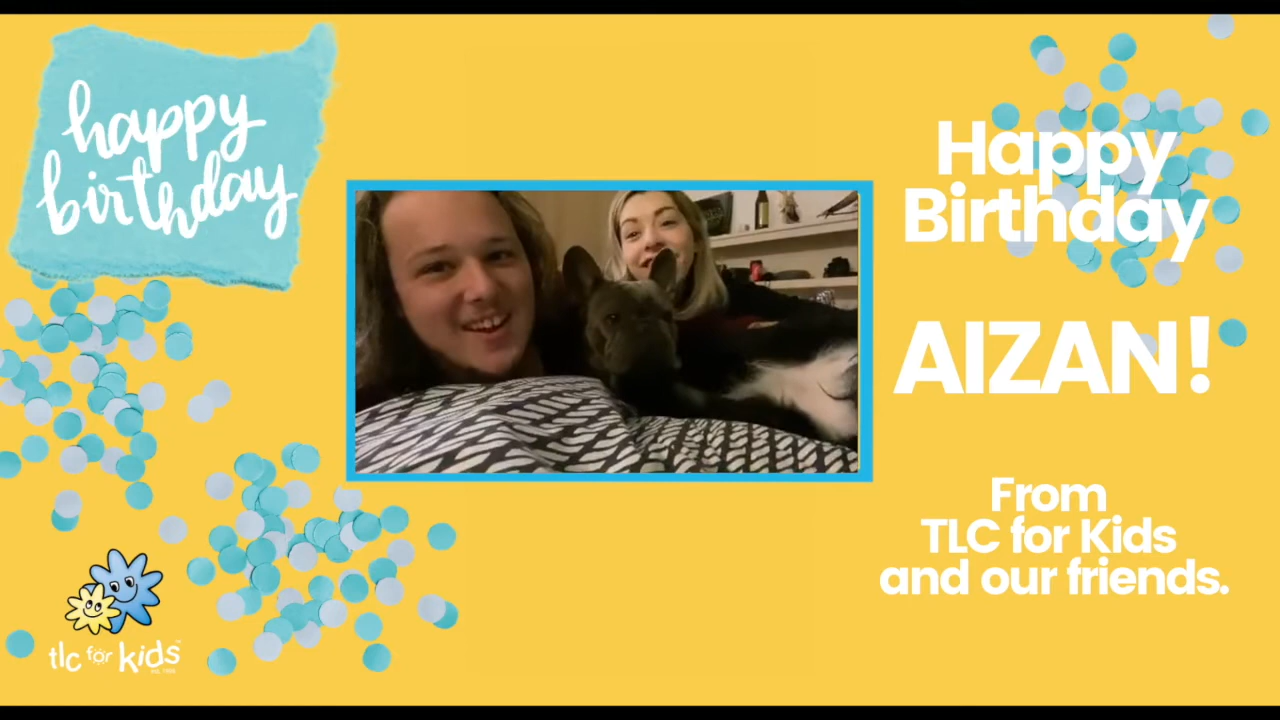 happy
birthday
Happy
Birthday
AIZAN!
From
TLC for Kids
and our friends.
tlc for kids